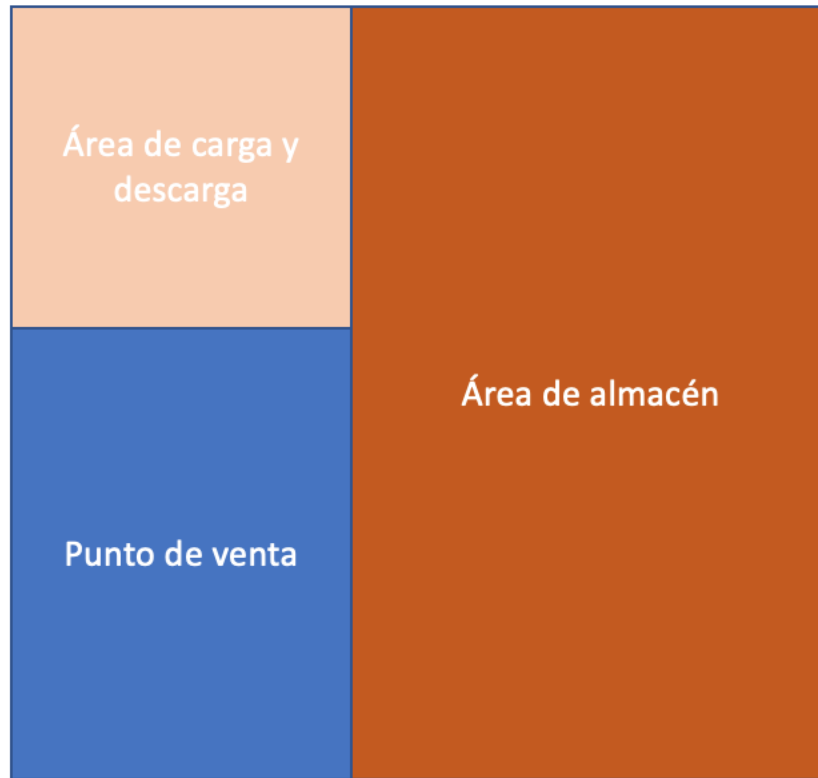 Área de carga y
descarga
Área de almacén
Punto de venta